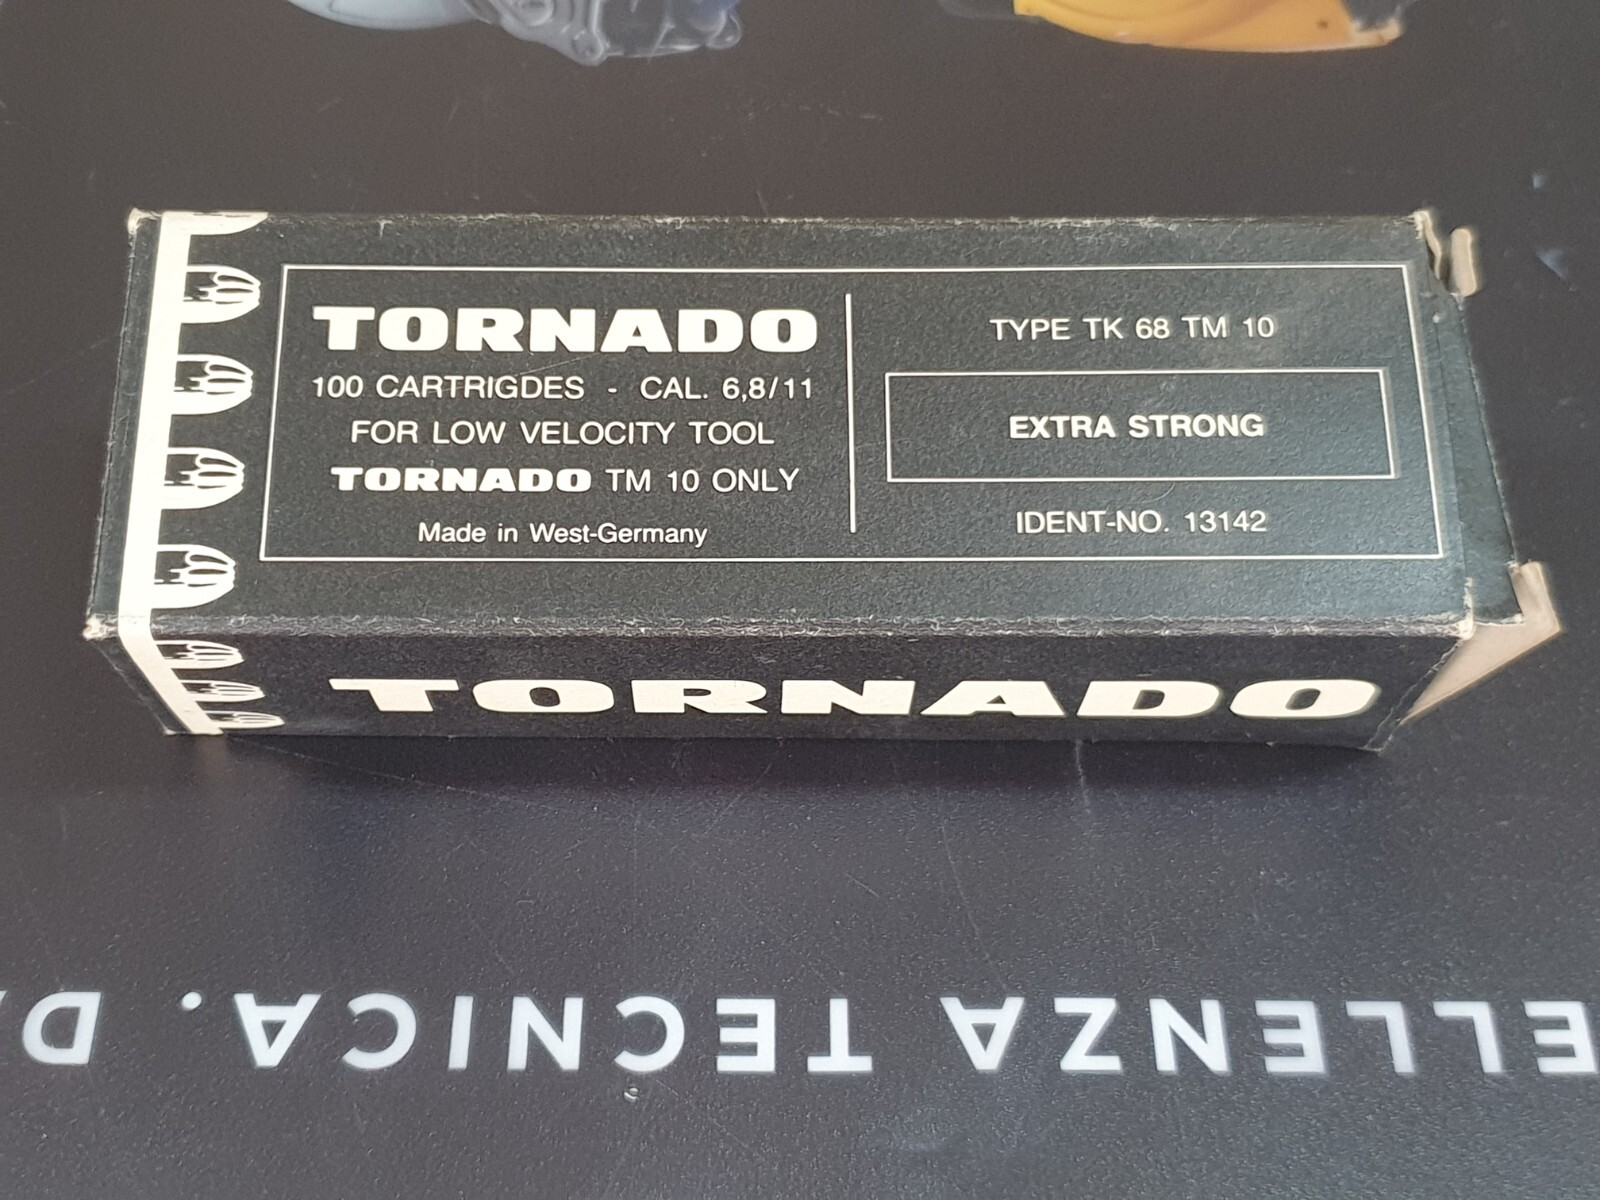 TORNADO
100 CARTRIGDES - CAL. 6,8/11
FOR LOW VELOCITY TOOL
TORNADO TM 10 ONLY
Made in West-Germany
TYPE TK 68 TM 10
EXTRA STRONG
IDENT-NO. 13142
TORNADO
ELLENZA TECNICA. DA